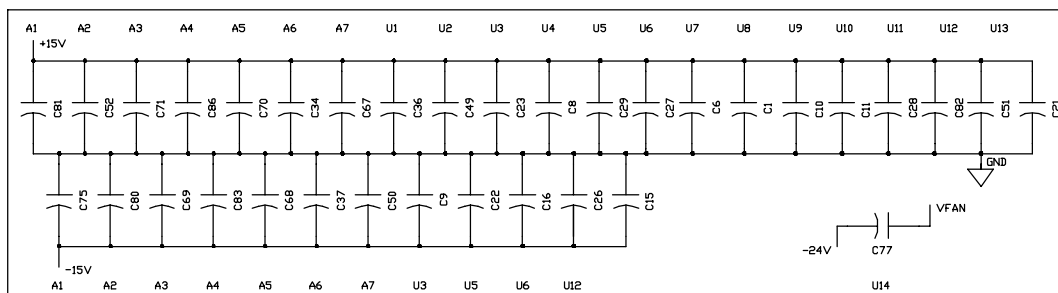 A1 A2 A3 A4 A5 A6 A7 U1 U2 U3 U4 U5 U6 U7 U8 U9 U10 U11 U12 U13
+15V
C81 C52 C71 C86 C70 C34 C67 C36 C49 C23 C8 C29 C27 C6 C1 C10 C11 C28 C82 C51 C21
GND
C75 C80 C69 C83 C68 C37 C50 C9 C22 C16 C26 C15
VFAN
-24V C77
-15V
A1 A2 A3 A4 A5 A6 A7 U3 U5 U6 U12 U14